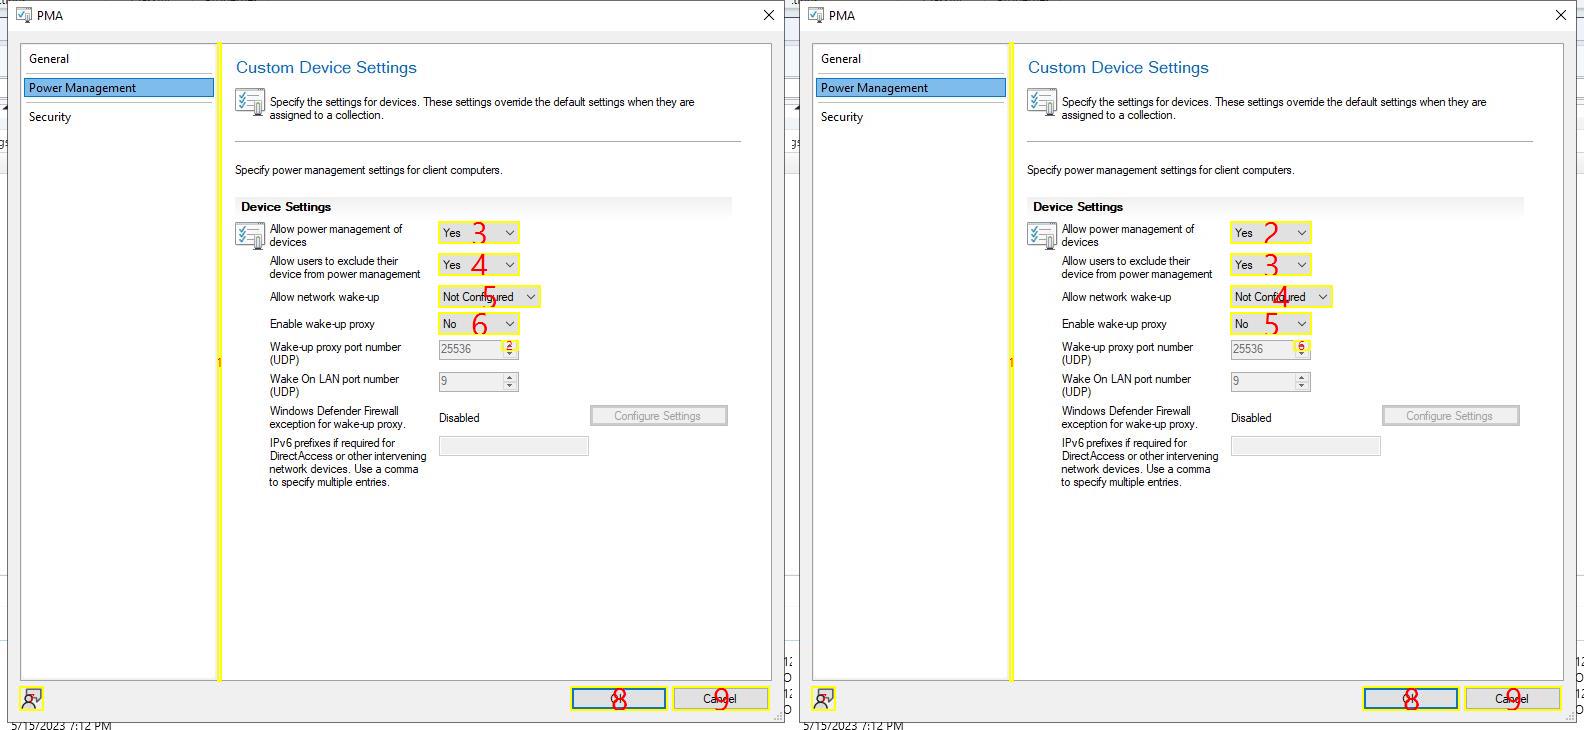 PMA
General
Power Management
Security
Custom Device Settings
Specify the settings for devices. These settings override the default settings when they are
assigned to a collection.
Specify power management settings for client computers.
Device Settings
Allow power management of
devices
Yes
3
Allow users to exclude their
device from power management
Yes
4
Allow network wake-up
Not Configured
5
Enable wake-up proxy
No
6
1
Wake-up proxy port number
(UDP)
25536
2
Wake On LAN port number
(UDP)
9
Windows Defender Firewall
exception for wake-up proxy.
Disabled
Configure Settings
IPv6 prefixes if required for
DirectAccess or other intervening
network devices. Use a comma
to specify multiple entries.
8
Cancel
9
5/15/2023 7:12 PM
PMA
General
Power Management
Security
Custom Device Settings
Specify the settings for devices. These settings override the default settings when they are
assigned to a collection.
Specify power management settings for client computers.
Device Settings
Allow power management of
devices
Yes
2
Allow users to exclude their
device from power management
Yes
3
Allow network wake-up
Not Configured
4
Enable wake-up proxy
No
5
1
Wake-up proxy port number
(UDP)
25536
6
Wake On LAN port number
(UDP)
9
Windows Defender Firewall
exception for wake-up proxy.
Disabled
Configure Settings
IPv6 prefixes if required for
DirectAccess or other intervening
network devices. Use a comma
to specify multiple entries.
8
Cancel
9
5/15/2023 7:12 PM